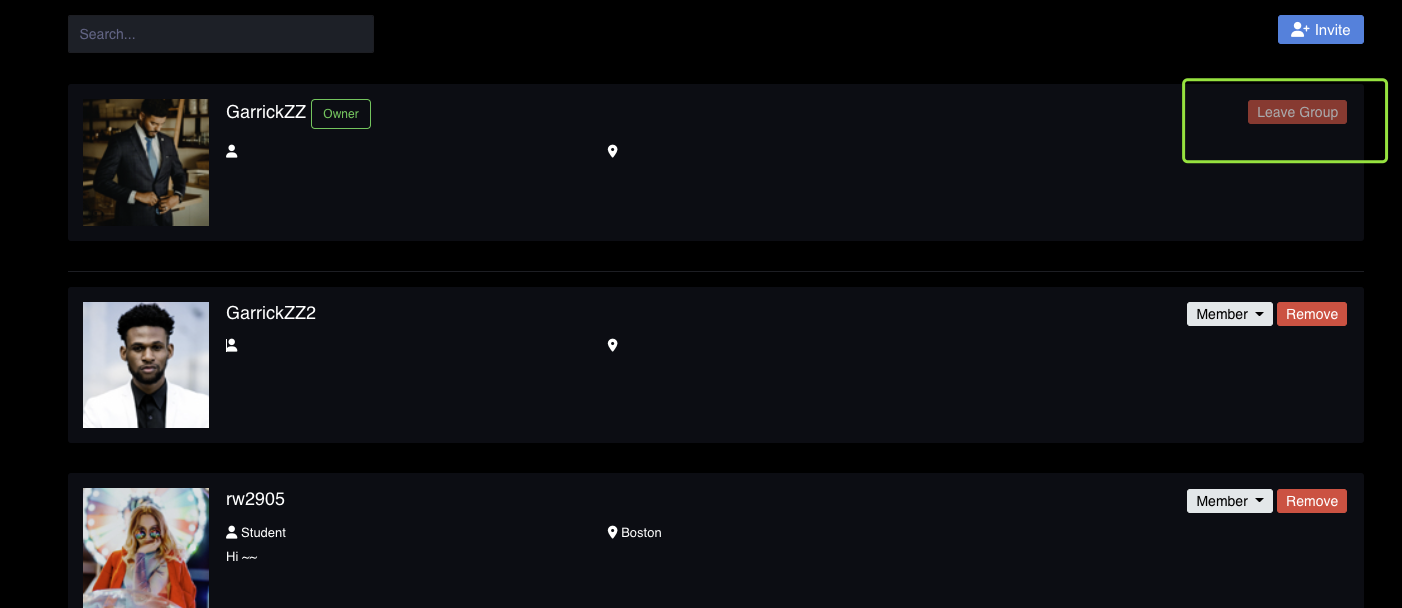 Search...
Invite
GarrickZZ Owner
Leave Group
GarrickZZ2
Member Remove
rw2905
Member Remove
Student Boston
Hi ~~